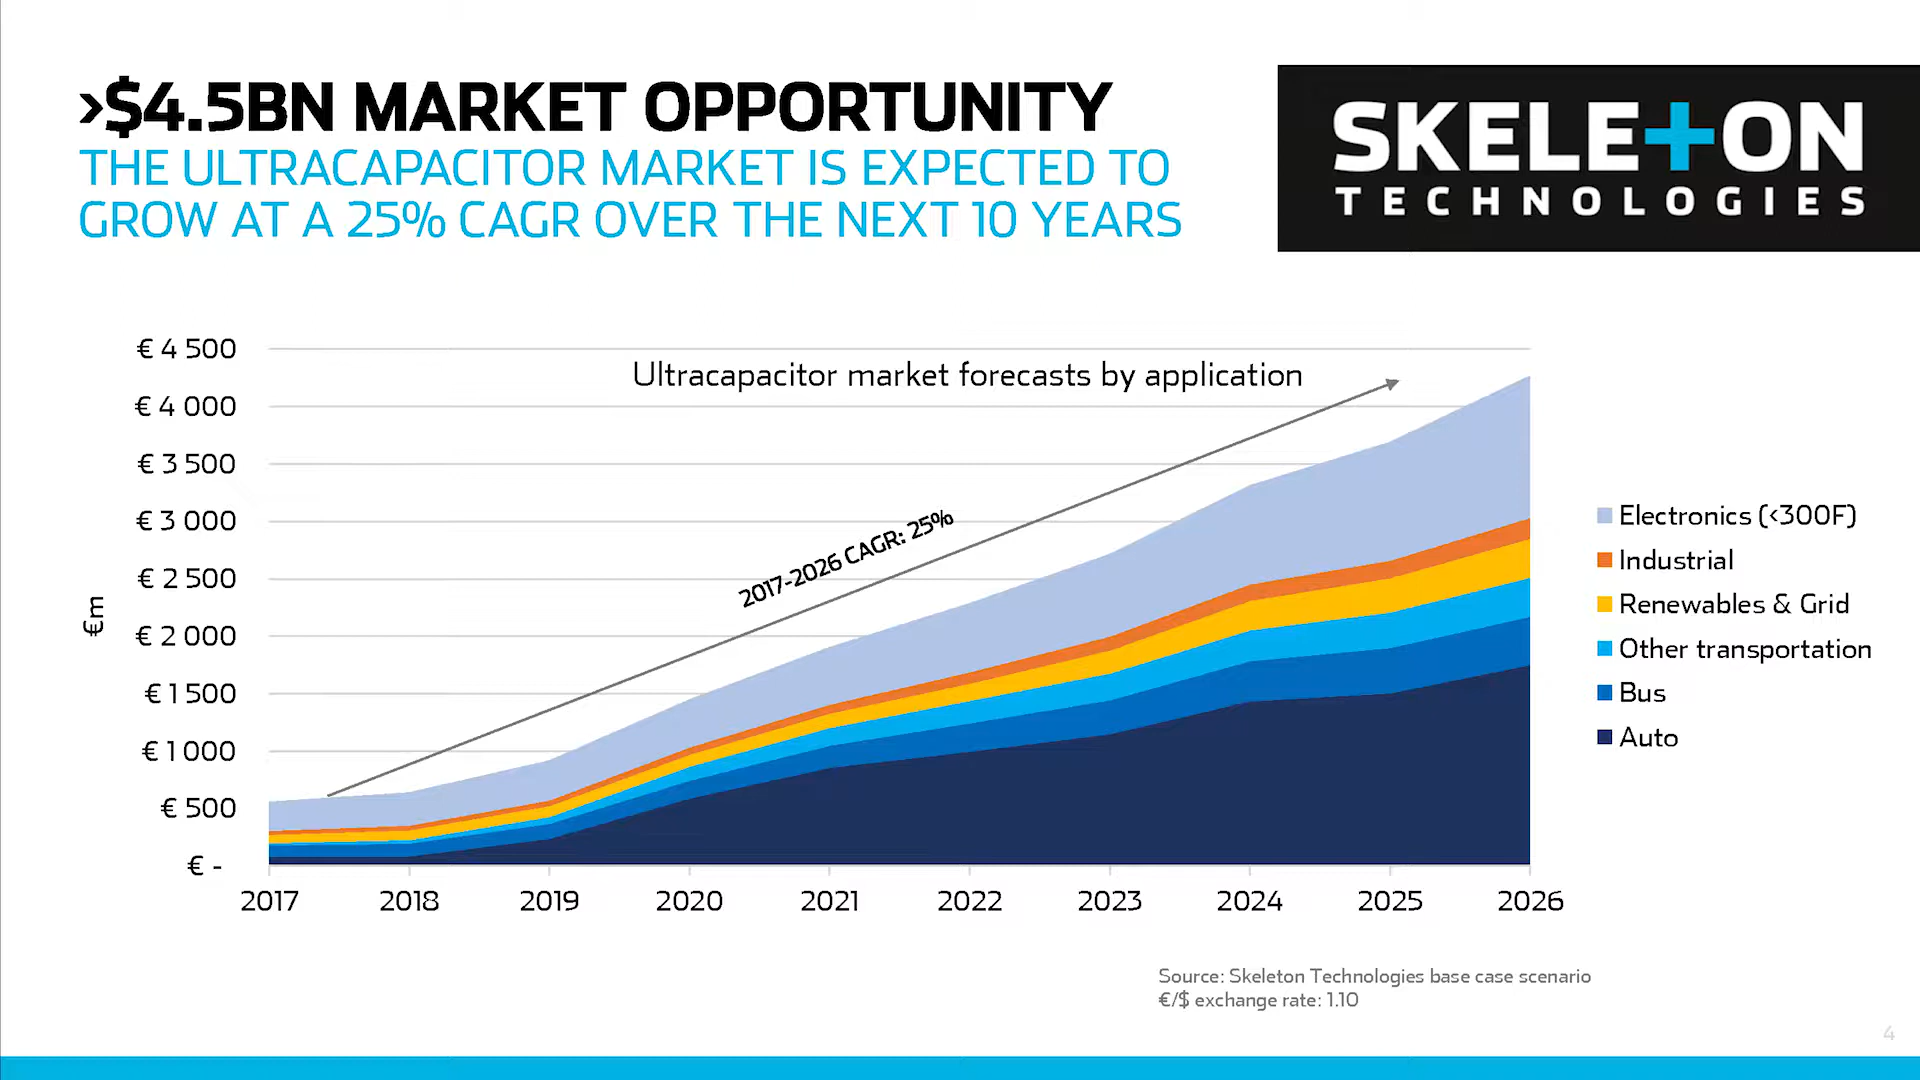 >$4.5BN MARKET OPPORTUNITY
THE ULTRACAPACITOR MARKET IS EXPECTED TO
GROW AT A 25% CAGR OVER THE NEXT 10 YEARS
SKELE+ON
TECHNOLOGIES
Ultracapacitor market forecasts by application
€ 4 500
€ 4 000
€ 3 500
€ 3 000
€ 2 500
€ 2 000
€ 1 500
€ 1 000
€ 500
€ -
€m
2017-2026 CAGR: 25%
2017 2018 2019 2020 2021 2022 2023 2024 2025 2026
Electronics (<300F)
Industrial
Renewables & Grid
Other transportation
Bus
Auto
Source: Skeleton Technologies base case scenario
€/$ exchange rate: 1.10
4